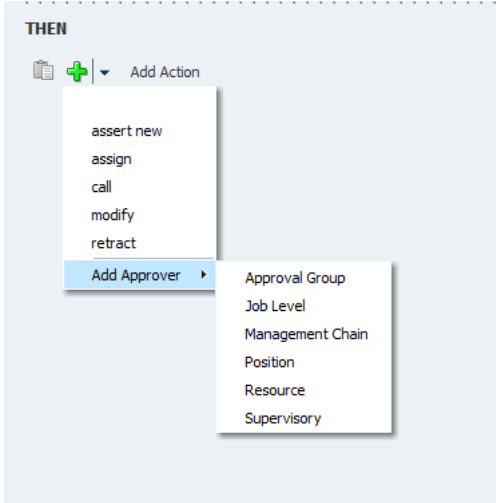 THEN
Add Action
assert new
assign
call
modify
retract
Add Approver
Approval Group
Job Level
Management Chain
Position
Resource
Supervisory